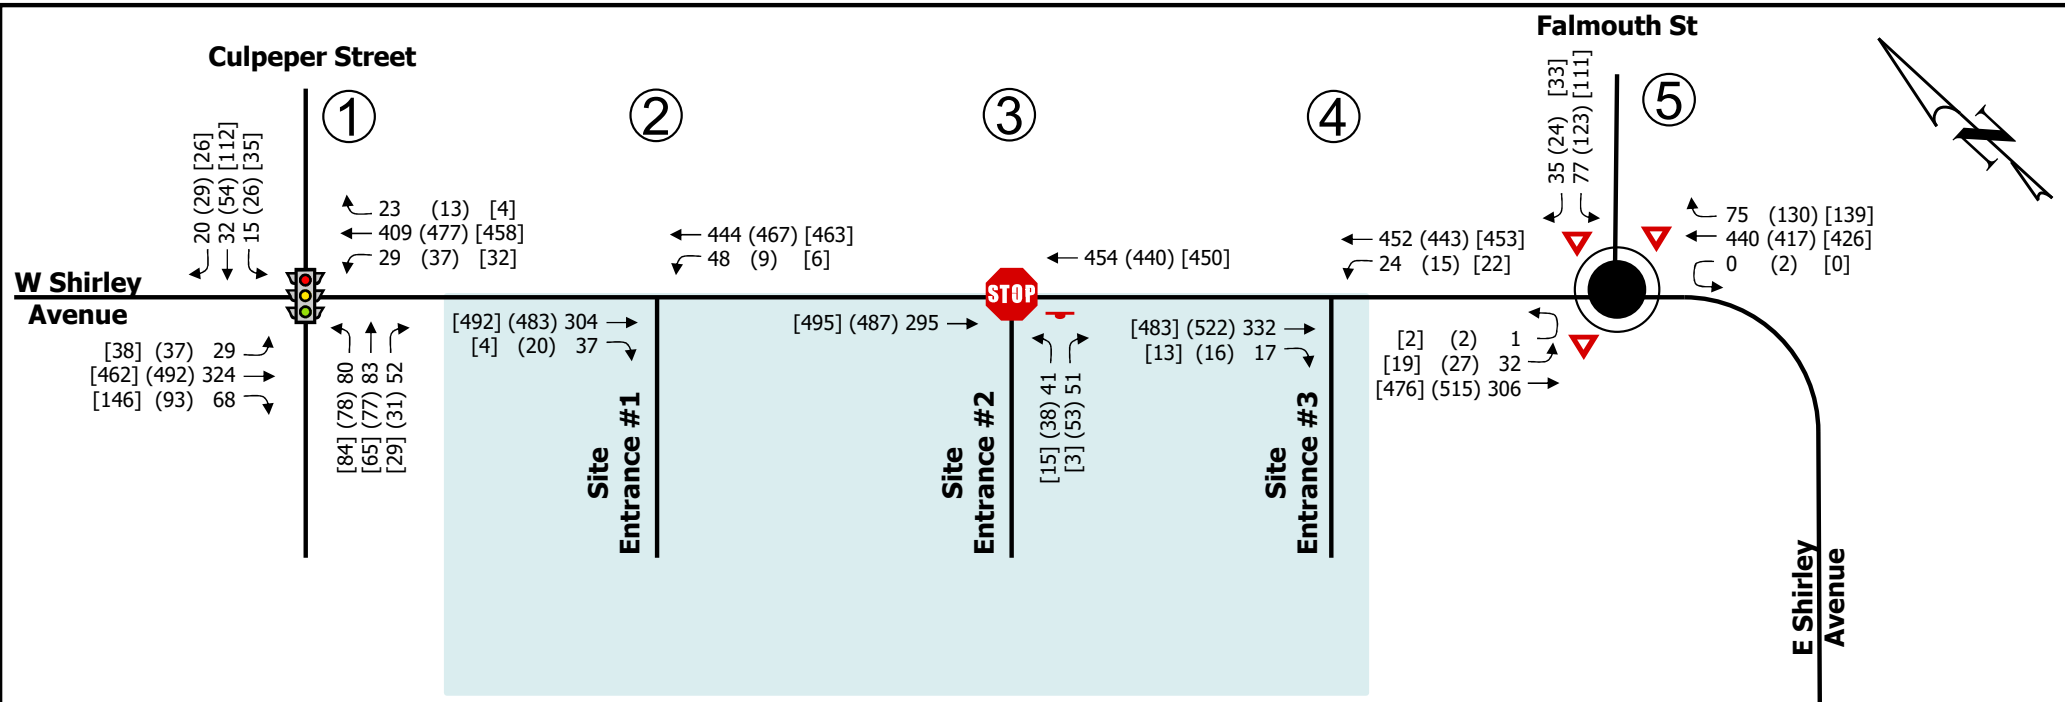 Culpeper Street
Falmouth St
1
2
3
4
5
20 (29) [26]
32 (54) [112]
15 (26) [35]
23 (13) [4]
409 (477) [458]
29 (37) [32]
W Shirley
Avenue
[38] (37) 29
[462] (492) 324
[146] (93) 68
[84] (78) 80
[65] (77) 83
[29] (31) 52
444 (467) [463]
48 (9) [6]
[492] (483) 304
[4] (20) 37
Site
Entrance #1
454 (440) [450]
STOP
[495] (487) 295
[15] (38) 41
[3] (53) 51
Site
Entrance #2
452 (443) [453]
24 (15) [22]
[483] (522) 332
[13] (16) 17
Site
Entrance #3
35 (24) [33]
77 (123) [111]
75 (130) [139]
440 (417) [426]
0 (2) [0]
[2] (2) 1
[19] (27) 32
[476] (515) 306
E Shirley
Avenue
N